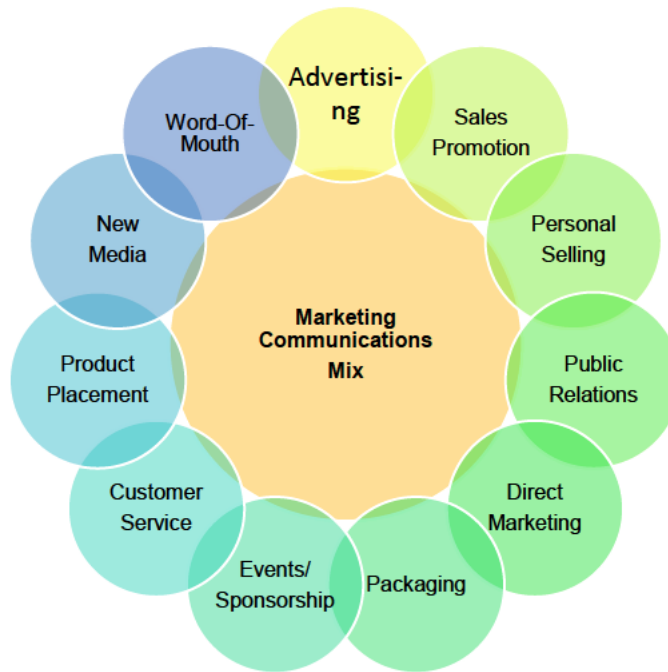 Advertisi-
ng
Sales
Promotion
Personal
Selling
Public
Relations
Direct
Marketing
Packaging
Events/
Sponsorship
Customer
Service
Product
Placement
New
Media
Word-Of-
Mouth
Marketing
Communications
Mix